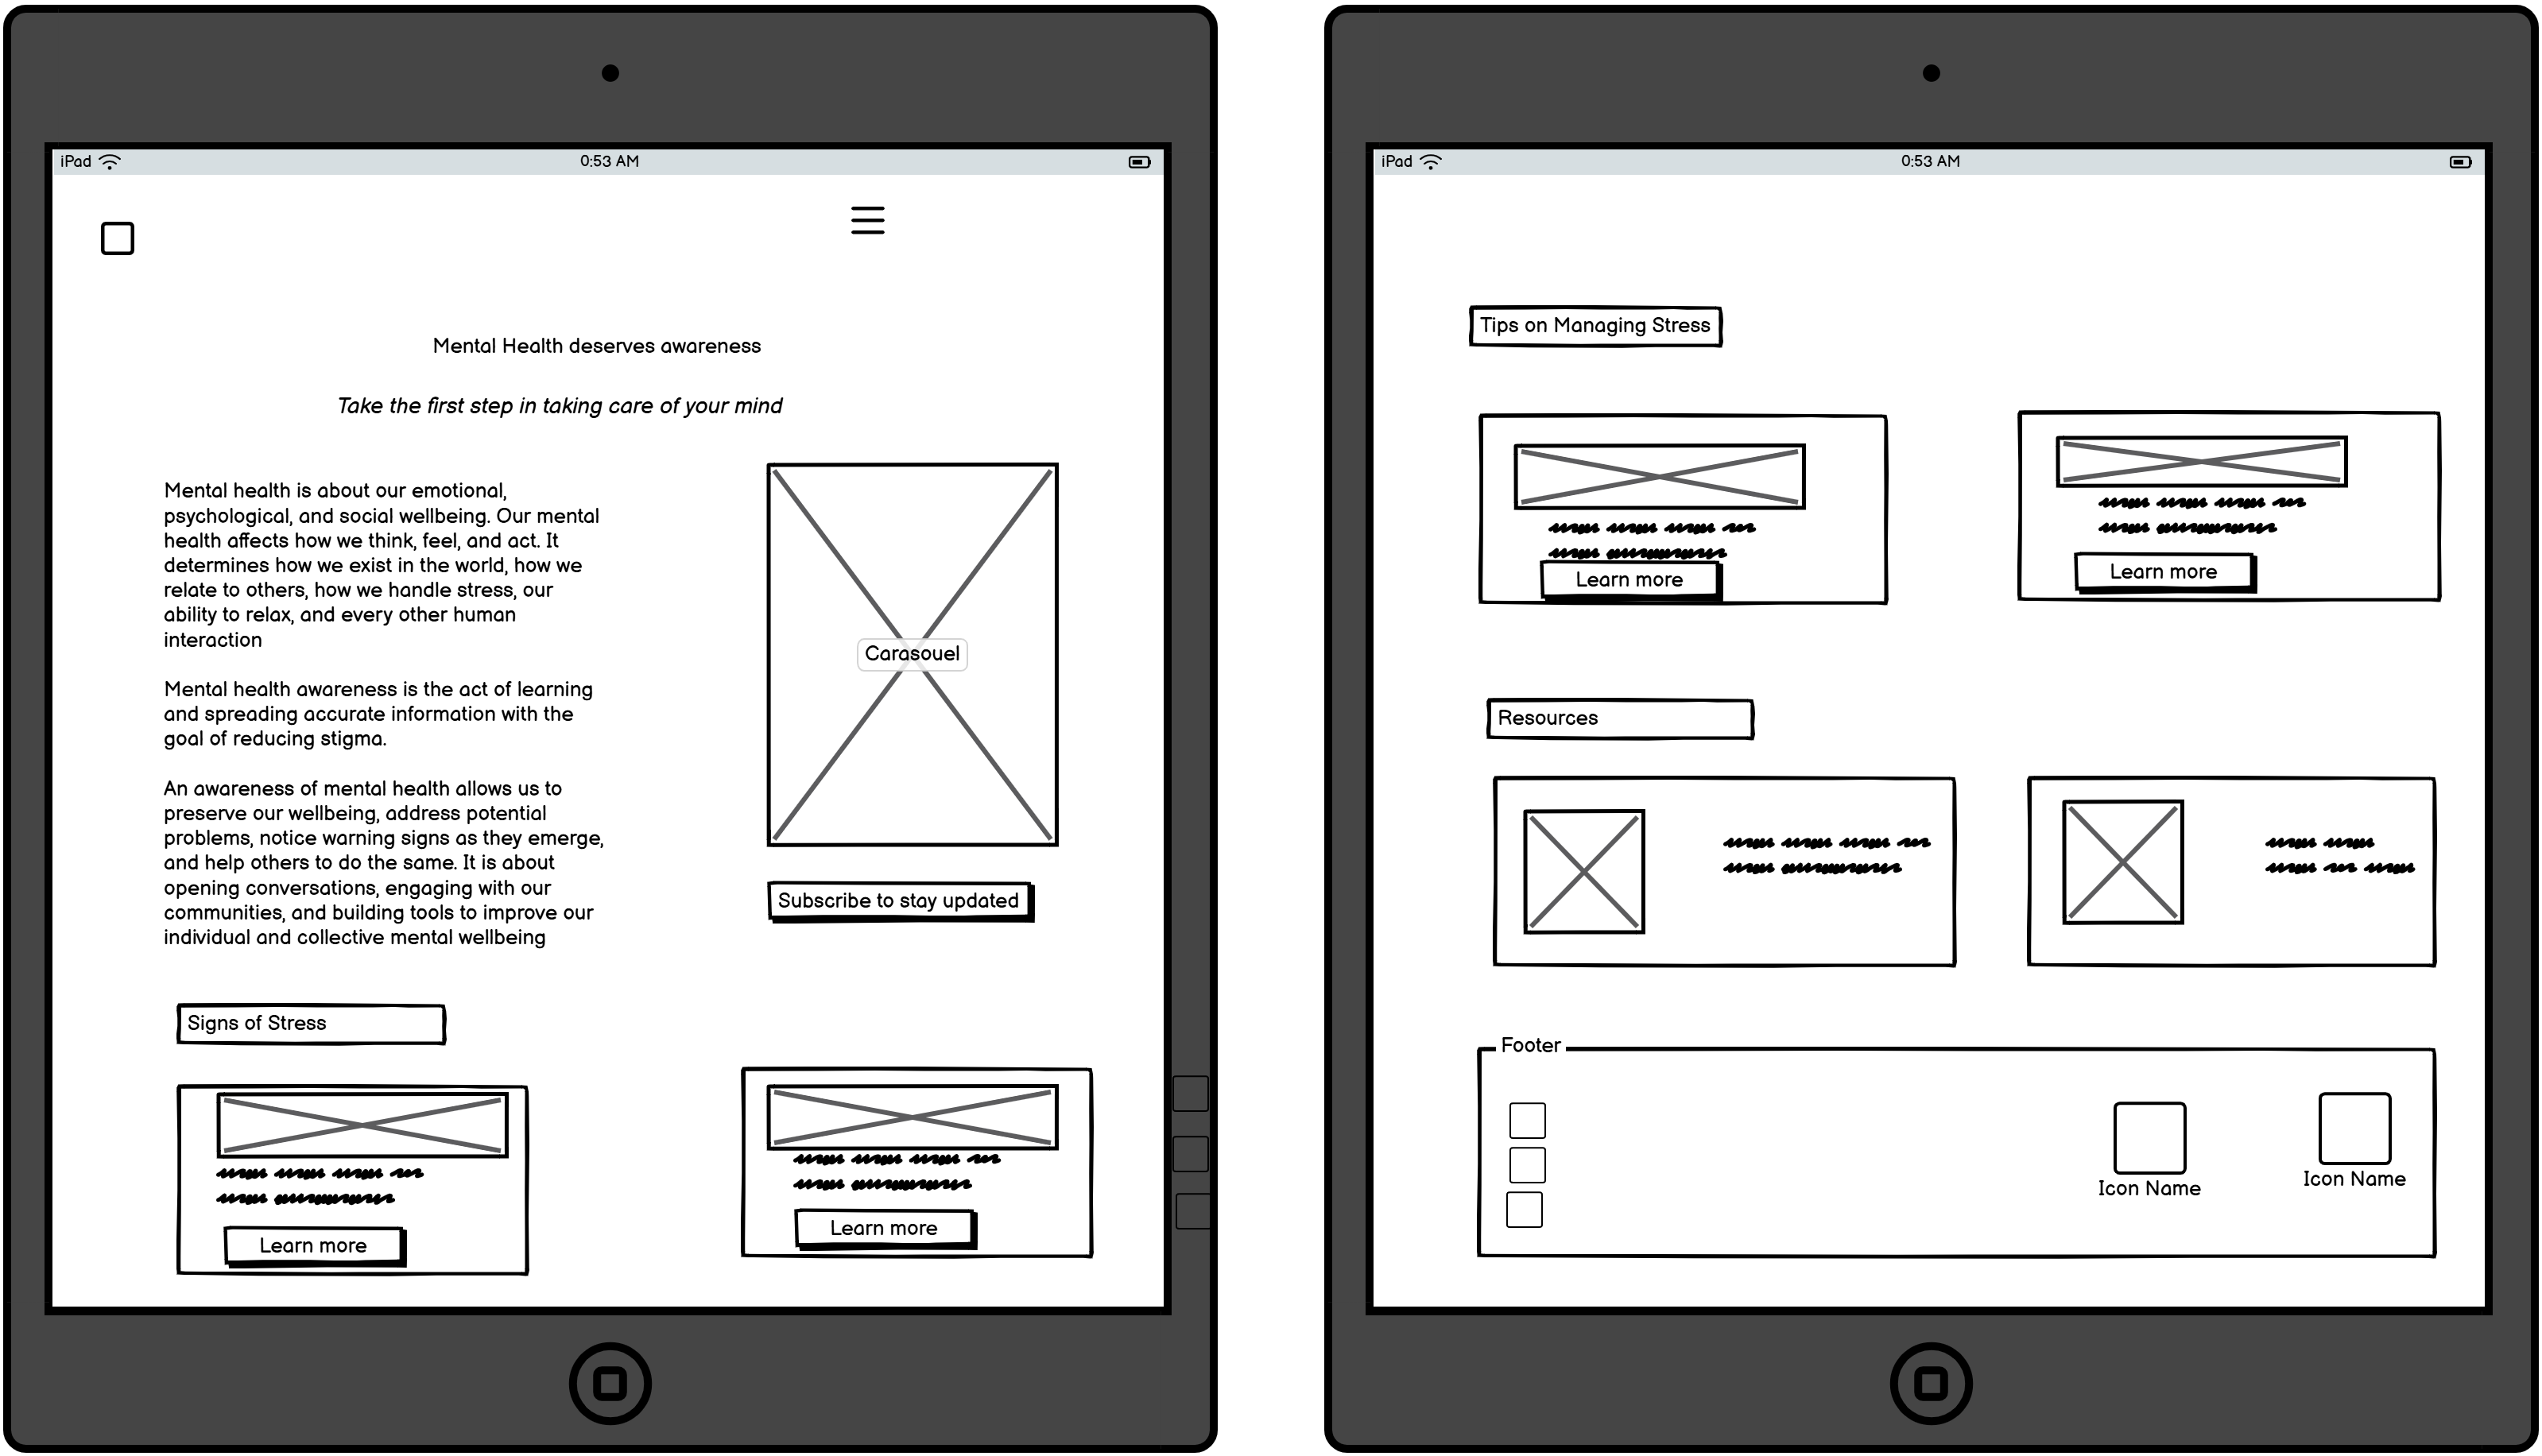 iPad
0:53 AM
Mental Health deserves awareness
Take the first step in taking care of your mind
Mental health is about our emotional,
psychological, and social wellbeing. Our mental
health affects how we think, feel, and act. It
determines how we exist in the world, how we
relate to others, how we handle stress, our
ability to relax, and every other human
interaction
Mental health awareness is the act of learning
and spreading accurate information with the
goal of reducing stigma.
An awareness of mental health allows us to
preserve our wellbeing, address potential
problems, notice warning signs as they emerge,
and help others to do the same. It is about
opening conversations, engaging with our
communities, and building tools to improve our
individual and collective mental wellbeing
Carasouel
Subscribe to stay updated
Signs of Stress
Learn more
Learn more
iPad
0:53 AM
Tips on Managing Stress
Learn more
Learn more
Resources
Footer
Icon Name
Icon Name